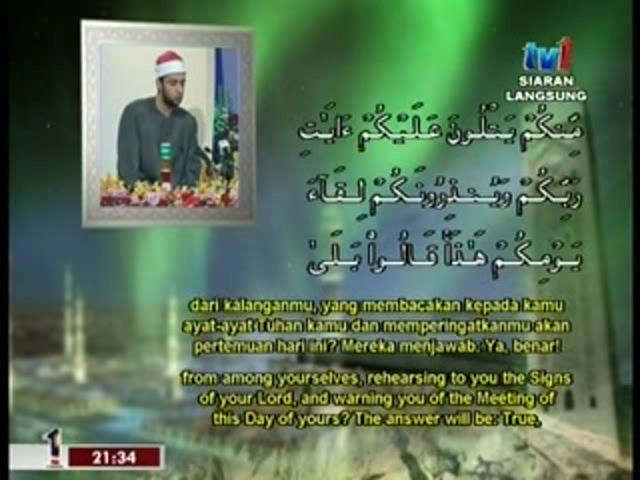 tv1
SIARAN
LANGSUNG
مِّنكُمۡ يَتۡلُونَ عَلَيۡكُمۡ ءَايَٰتِ
رَبِّكُمۡ وَيُنذِرُونَكُمۡ لِقَآءَ
يَوۡمِكُمۡ هَٰذَاۚ قَالُواْ بَلَىٰ
dari kalanganmu, yang membacakan kepada kamu
ayat-ayat Tuhan kamu dan memperingatkanmu akan
pertemuan hari ini? Mereka menjawab: Ya, benar!
from among yourselves, rehearsing to you the Signs
of your Lord, and warning you of the Meeting of
this Day of yours? The answer will be: True,
1
21:34